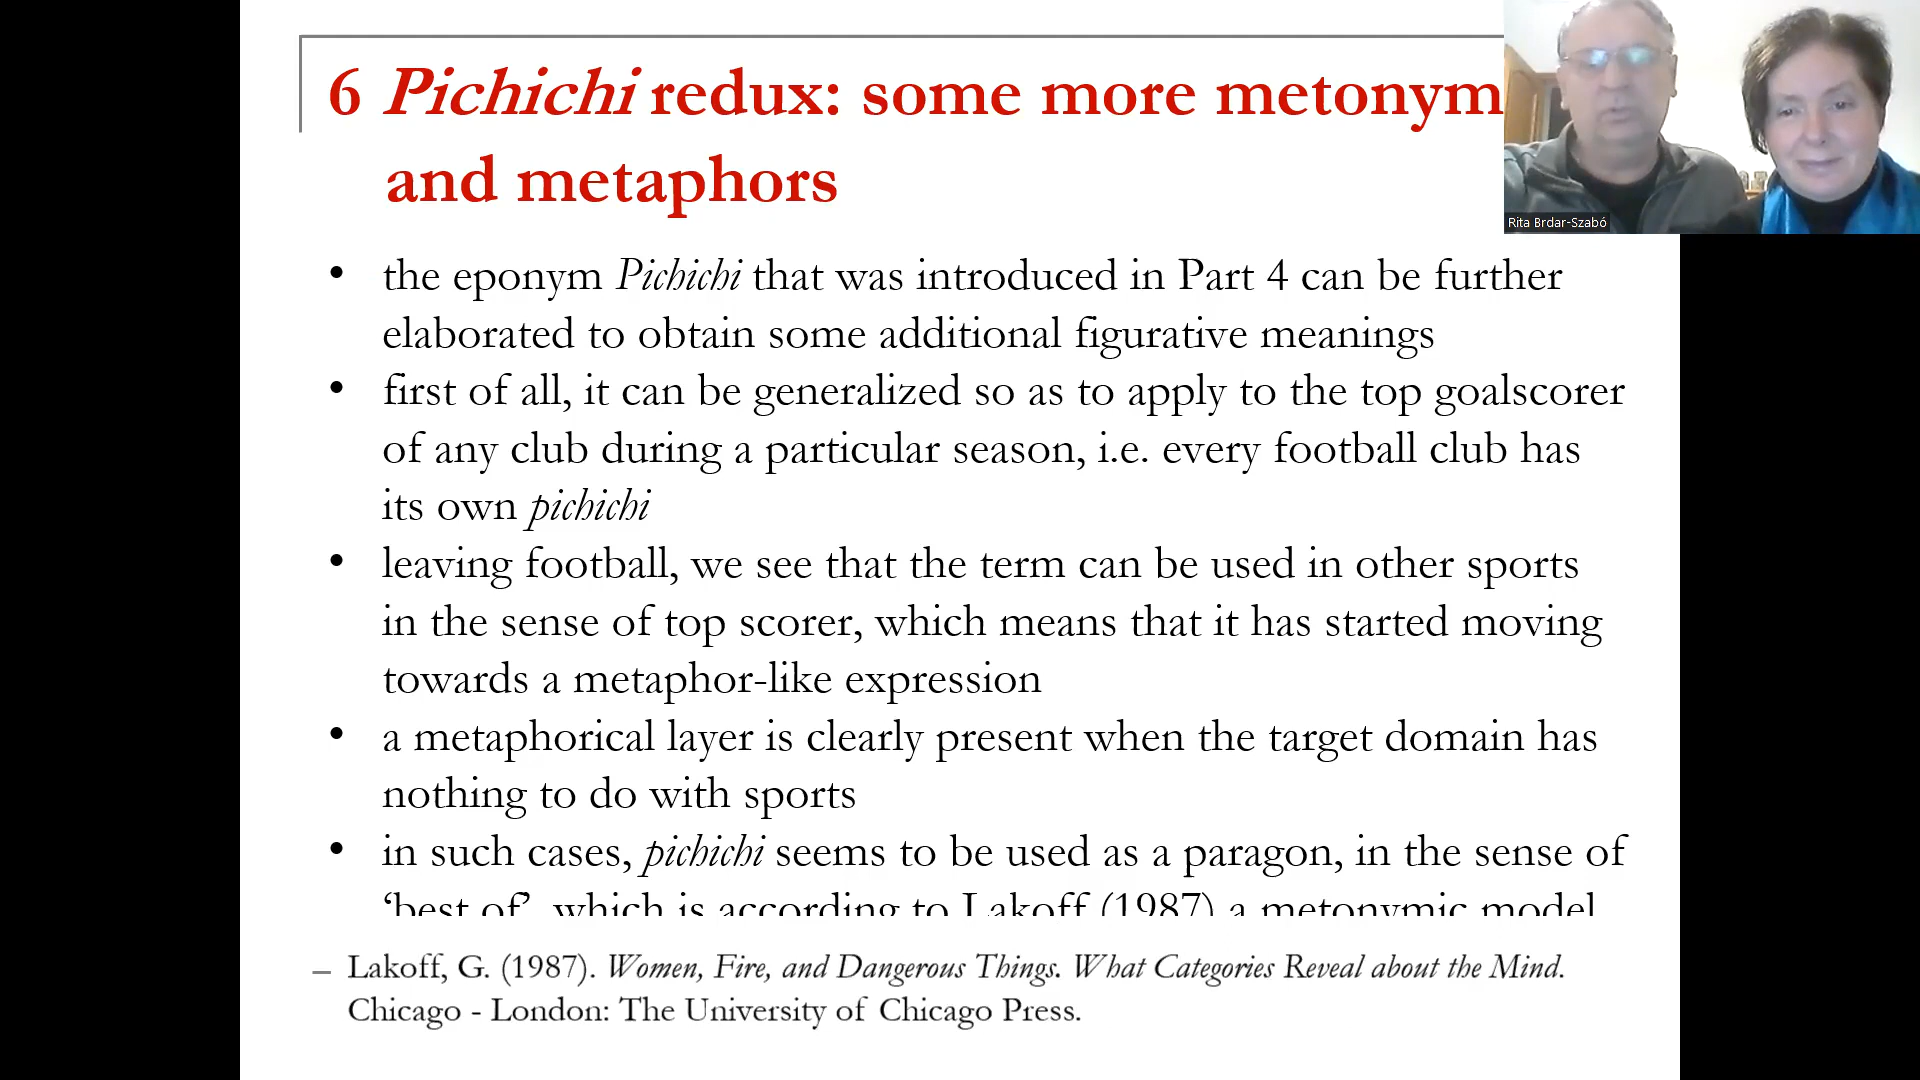 6 Pichichi redux: some more metonym
and metaphors
Rita Brdar-Szabó
• the eponym Pichichi that was introduced in Part 4 can be further
elaborated to obtain some additional figurative meanings
• first of all, it can be generalized so as to apply to the top goalscorer
of any club during a particular season, i.e. every football club has
its own pichichi
• leaving football, we see that the term can be used in other sports
in the sense of top scorer, which means that it has started moving
towards a metaphor-like expression
• a metaphorical layer is clearly present when the target domain has
nothing to do with sports
• in such cases, pichichi seems to be used as a paragon, in the sense of
‘best of’, which is according to Lakoff (1987) a metonymic model
– Lakoff, G. (1987). Women, Fire, and Dangerous Things. What Categories Reveal about the Mind.
Chicago - London: The University of Chicago Press.